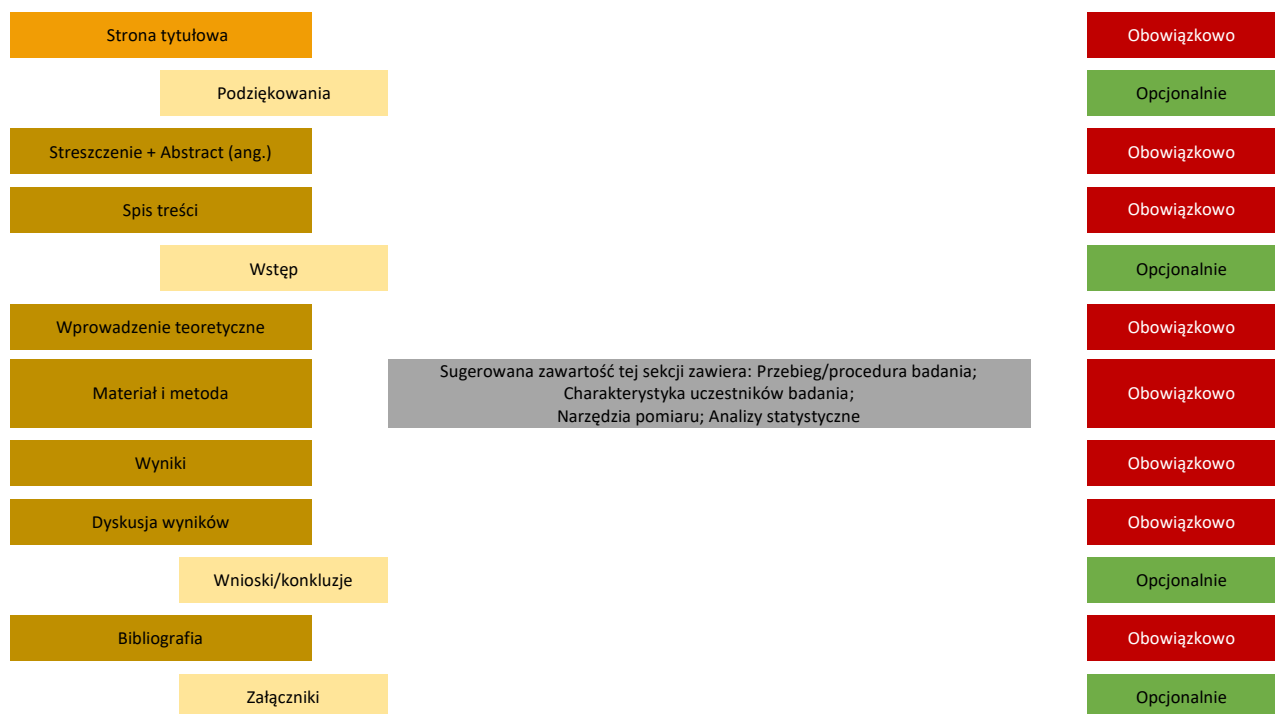 Strona tytułowa
Obowiązkowo
Podziękowania
Opcjonalnie
Streszczenie + Abstract (ang.)
Obowiązkowo
Spis treści
Obowiązkowo
Wstęp
Opcjonalnie
Wprowadzenie teoretyczne
Obowiązkowo
Materiał i metoda
Sugerowana zawartość tej sekcji zawiera: Przebieg/procedura badania;
Charakterystyka uczestników badania;
Narzędzia pomiaru; Analizy statystyczne
Obowiązkowo
Wyniki
Obowiązkowo
Dyskusja wyników
Obowiązkowo
Wnioski/konkluzje
Opcjonalnie
Bibliografia
Obowiązkowo
Załączniki
Opcjonalnie